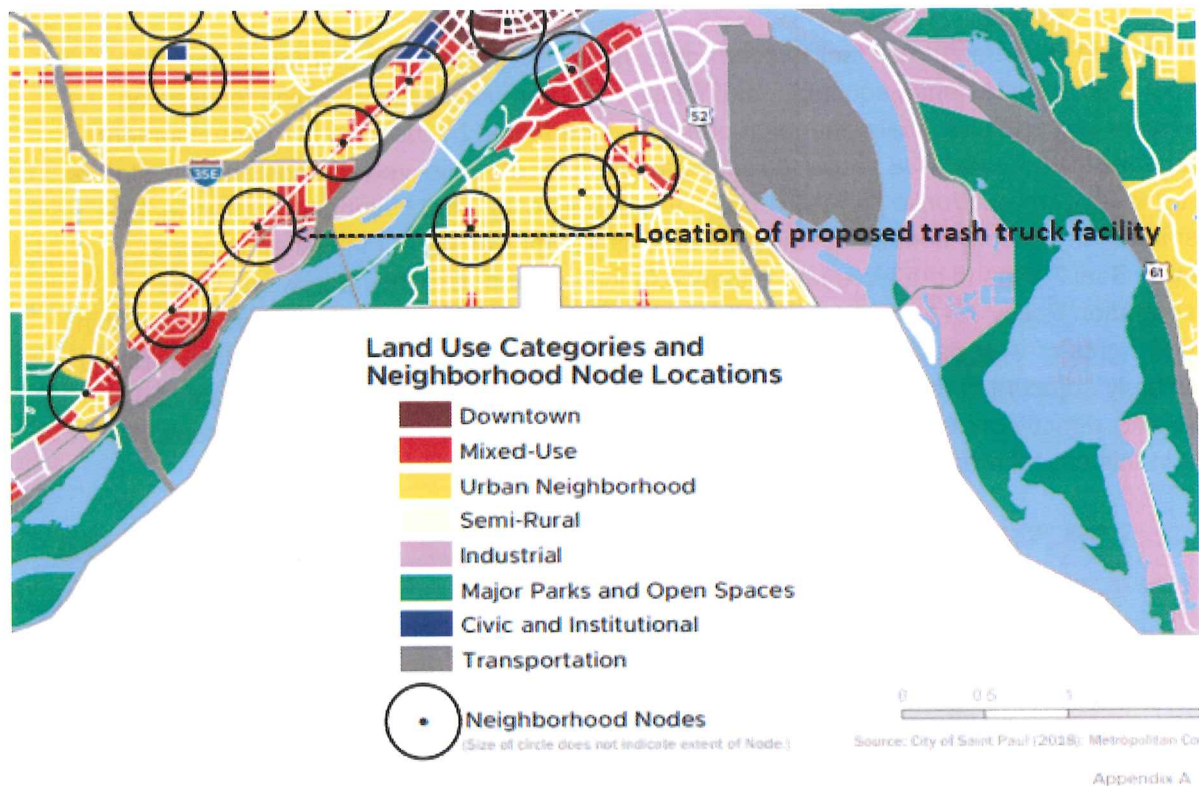 52
35E
Location of proposed trash truck facility
61
Land Use Categories and
Neighborhood Node Locations
Downtown
Mixed-Use
Urban Neighborhood
Semi-Rural
Industrial
Major Parks and Open Spaces
Civic and Institutional
Transportation
Neighborhood Nodes
(Size of circle does not indicate extent of Node.)
0 0.5 1
Source: City of Saint Paul (2018); Metropolitan Co
Appendix A